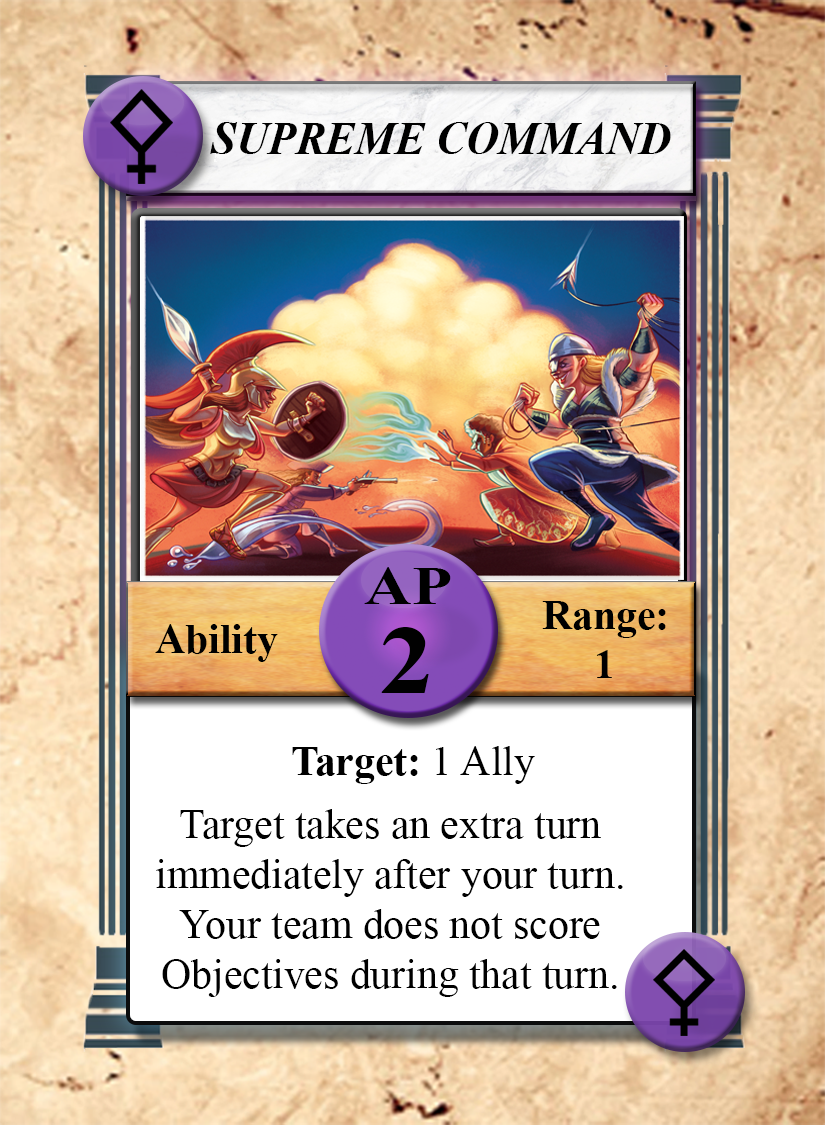 SUPREME COMMAND
Ability
AP
2
Range:
1
Target: 1 Ally
Target takes an extra turn
immediately after your turn.
Your team does not score
Objectives during that turn.